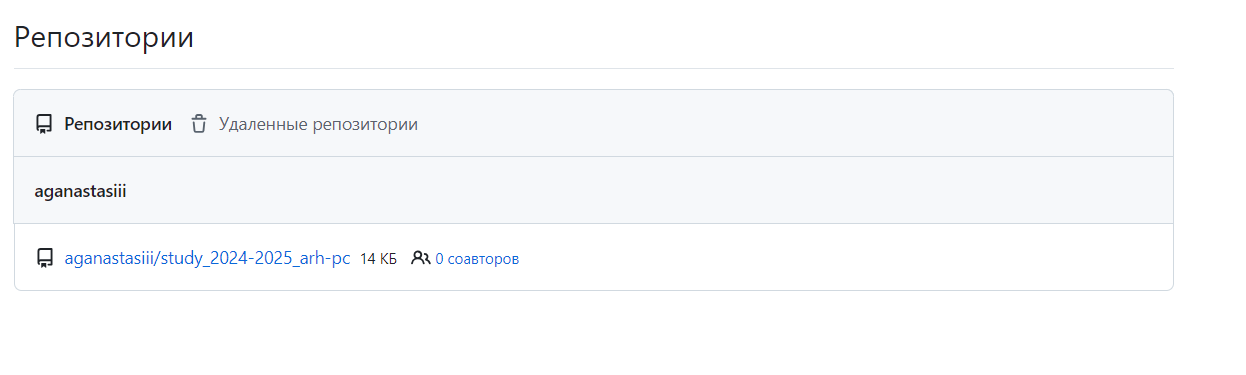 Репозитории
Репозитории Удаленные репозитории
aganastasiii
aganastasiii/study_2024-2025_arh-pc 14 КБ 0 соавторов